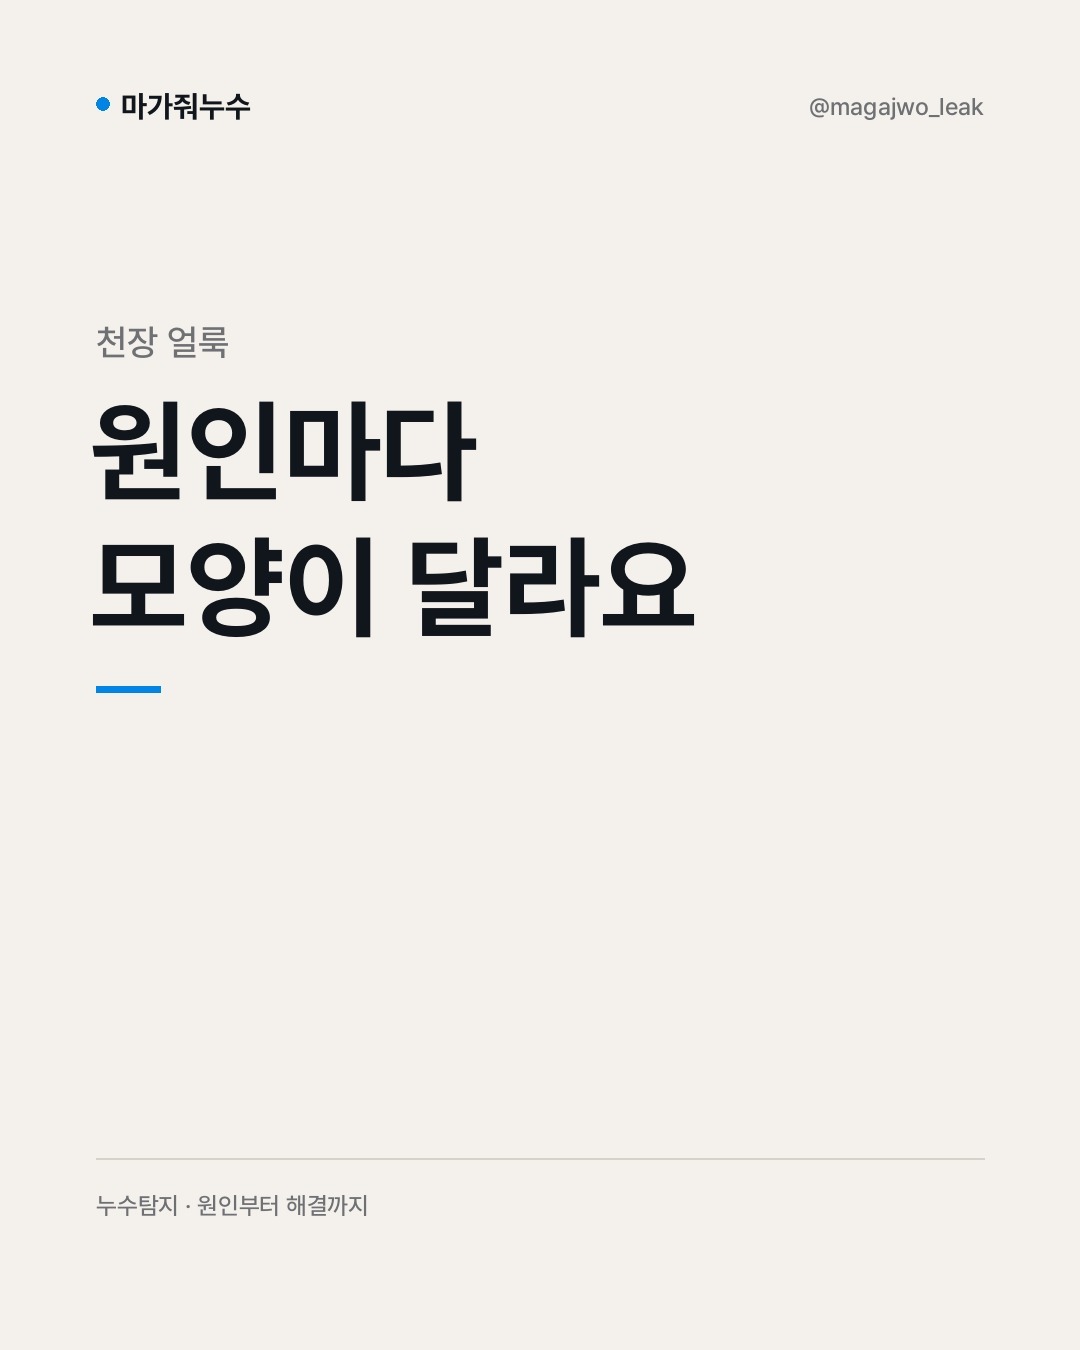 마가줘누수
@magajwo_leak
천장 얼룩
원인마다
모양이 달라요
누수탐지 · 원인부터 해결까지